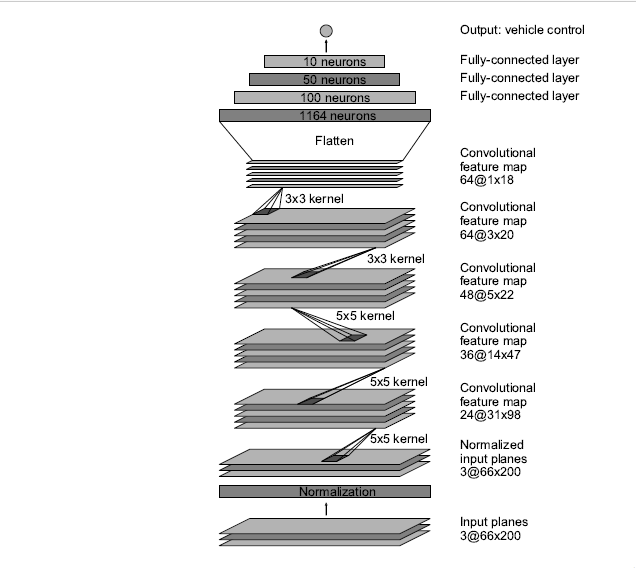 Output: vehicle control
10 neurons
Fully-connected layer
50 neurons
Fully-connected layer
100 neurons
Fully-connected layer
1164 neurons
Flatten
Convolutional
feature map
64@1x18
3x3 kernel
Convolutional
feature map
64@3x20
3x3 kernel
Convolutional
feature map
48@5x22
5x5 kernel
Convolutional
feature map
36@14x47
5x5 kernel
Convolutional
feature map
24@31x98
5x5 kernel
Normalized
input planes
3@66x200
Normalization
Input planes
3@66x200